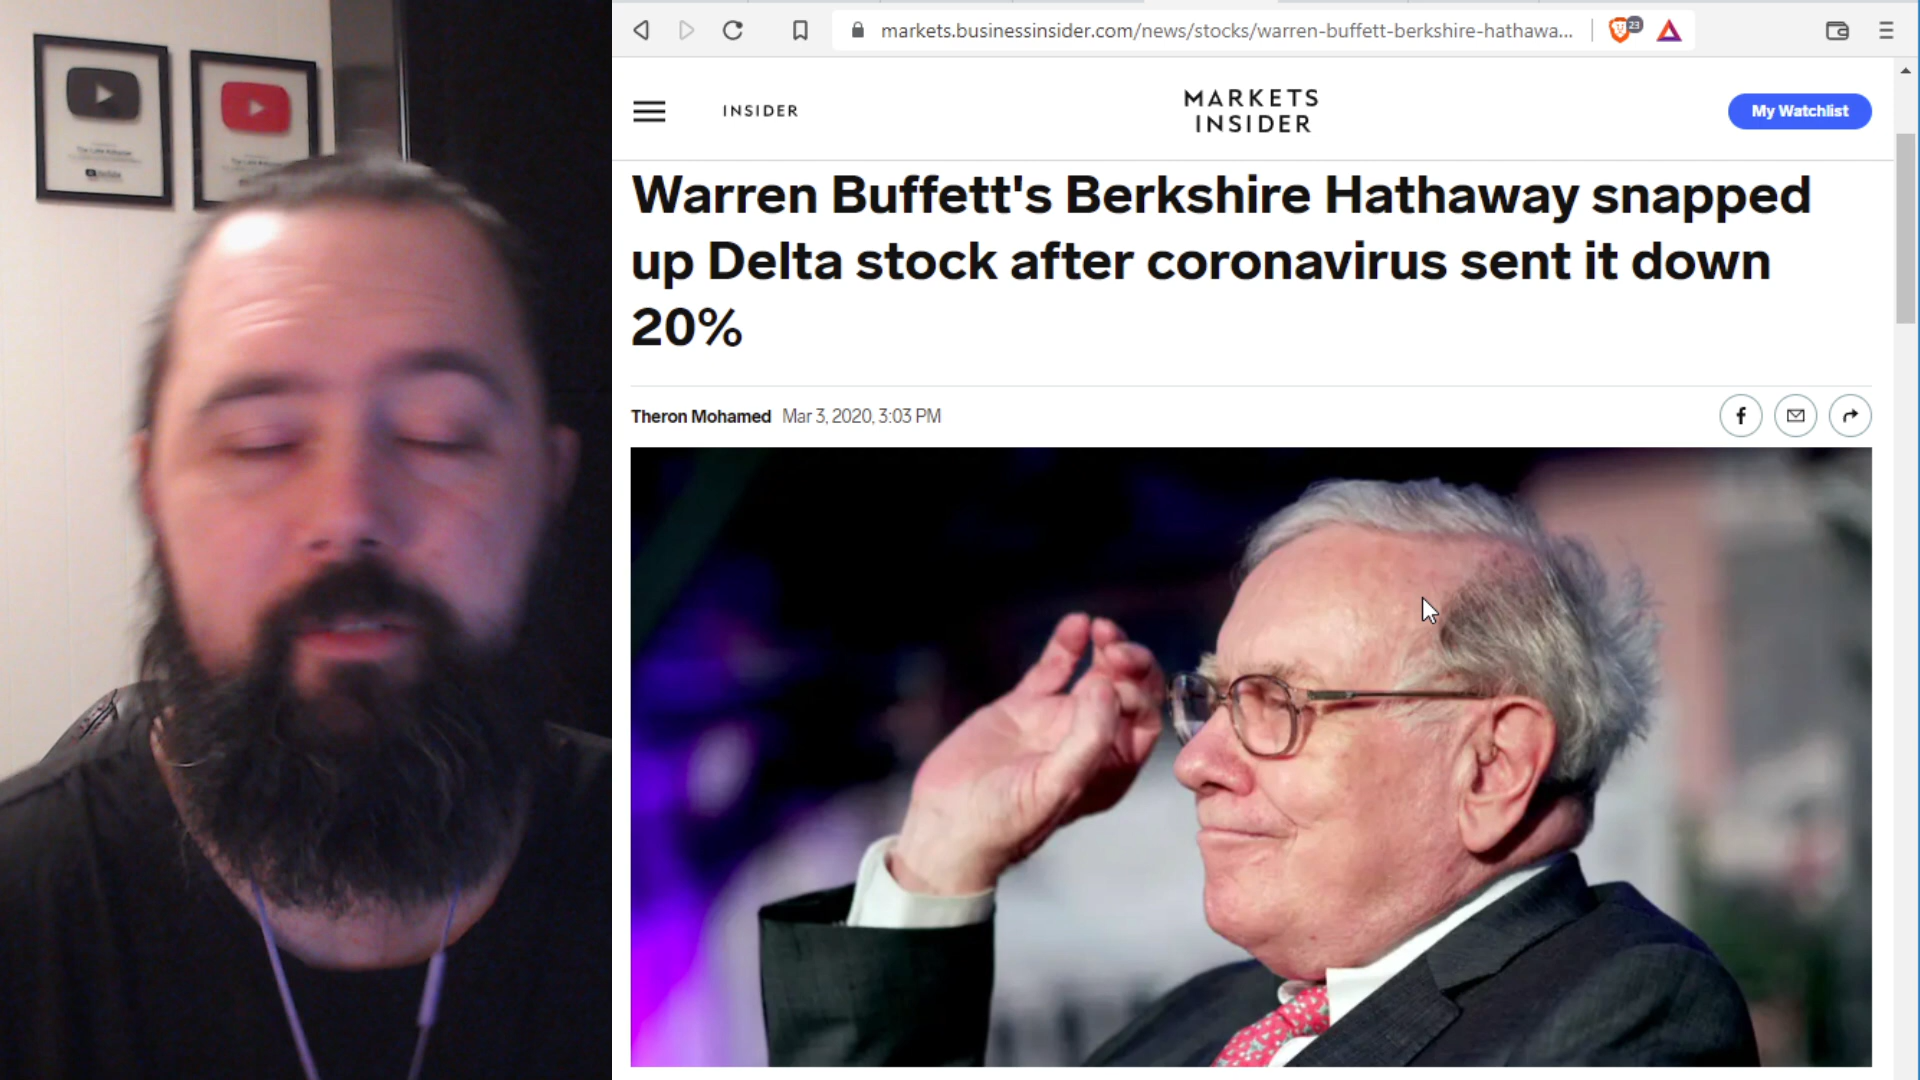 markets.businessinsider.com/news/stocks/warren-buffett-berkshire-hathawa...
23
INSIDER
MARKETS
INSIDER
My Watchlist
Warren Buffett's Berkshire Hathaway snapped
up Delta stock after coronavirus sent it down
20%
Theron Mohamed Mar 3, 2020, 3:03 PM